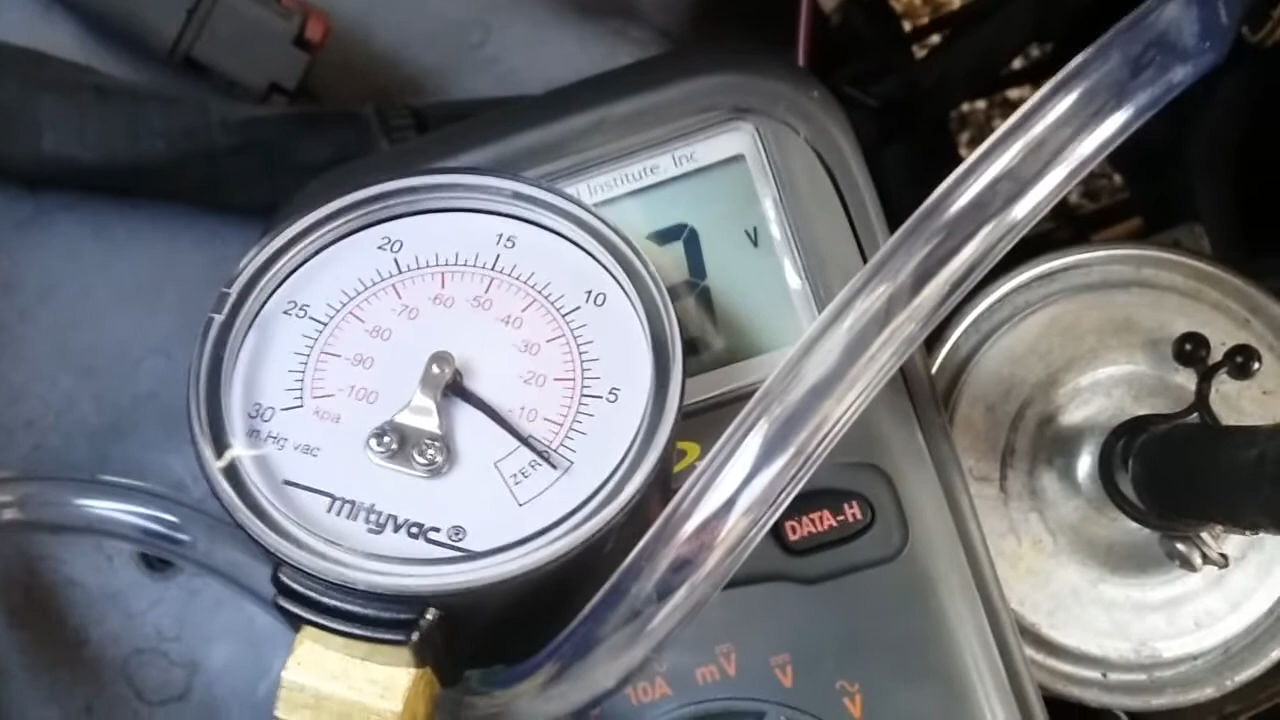 l Institute, Inc
V
15
20
10
25
5
30
-60
-50
-70
-40
-80
-30
-90
-20
-100
-10
kpa
in.Hg vac
ZERO
mityvac®
DATA-H
10A
mV
V
V